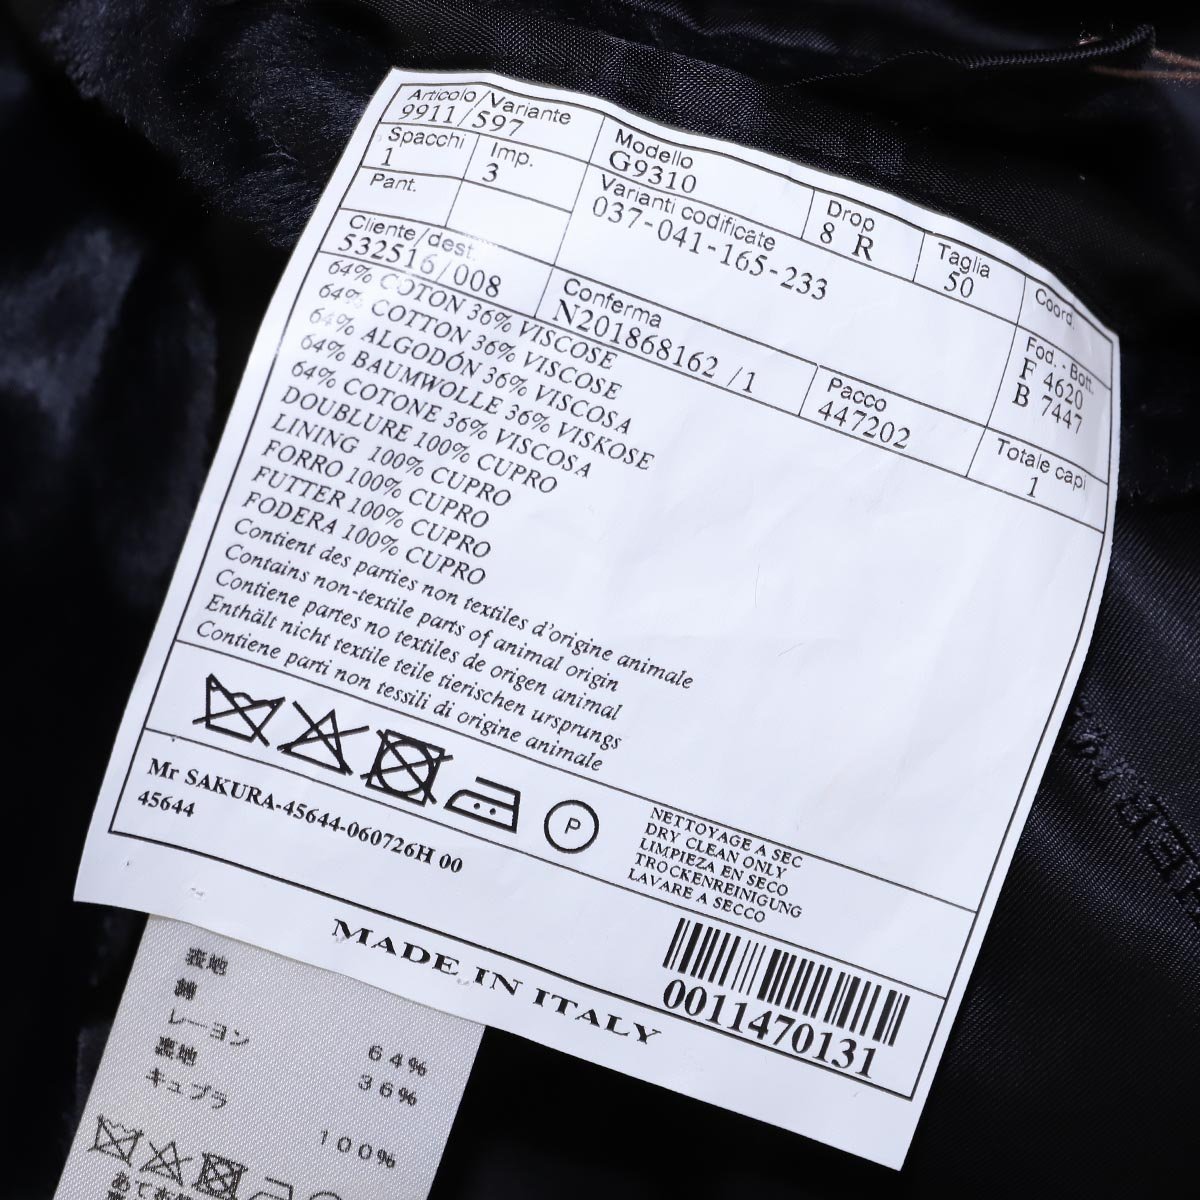 Articolo/Variante
9911/597
Modello
G9310
Drop
8 R
Taglia
50
Coord.
Spacchi
1
Imp.
3
Varianti codificate
037-041-165-233
Fod. - Bott.
F 4620
B 7447
Pant.
Cliente/dest.
532516/008
Conferma
N201868162 /1
Pacco
447202
Totale capi
1
64% COTON 36% VISCOSE
64% COTTON 36% VISCOSE
64% ALGODÓN 36% VISCOSA
64% BAUMWOLLE 36% VISKOSE
64% COTONE 36% VISCOSA
DOUBLURE 100% CUPRO
LINING 100% CUPRO
FORRO 100% CUPRO
FUTTER 100% CUPRO
FODERA 100% CUPRO
Contient des parties non textiles d'origine animale
Contains non-textile parts of animal origin
Contiene partes no textiles de origen animal
Enthält nicht textile teile tierischen ursprungs
Contiene parti non tessili di origine animale
P
NETTOYAGE A SEC
DRY CLEAN ONLY
LIMPIEZA EN SECO
TROCKENREINIGUNG
LAVARE A SECCO
Mr SAKURA-45644-060726H 00
45644
MADE IN ITALY
0011470131
表地
綿 64%
レーヨン 36%
裏地
キュプラ 100%